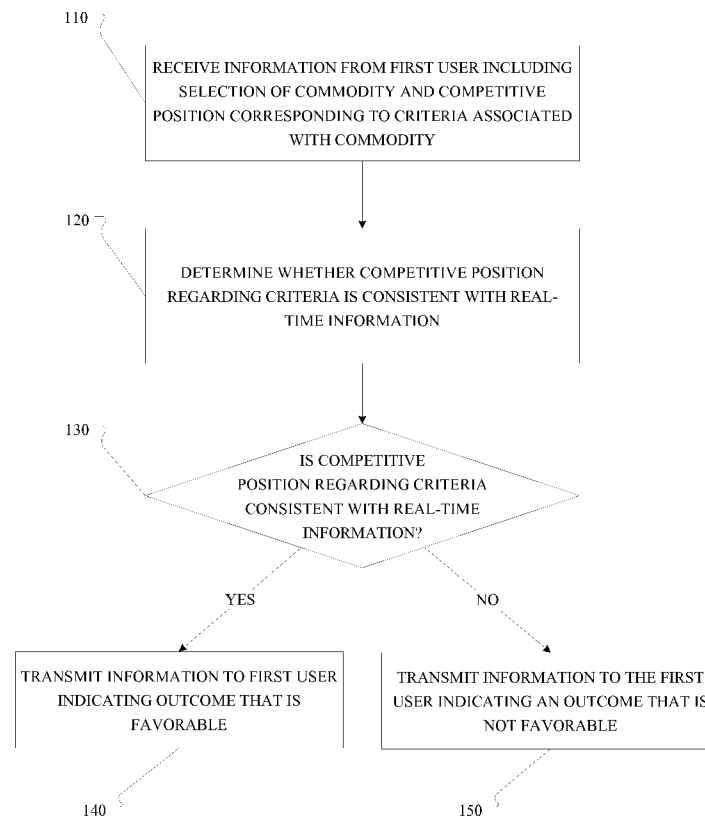 110
RECEIVE INFORMATION FROM FIRST USER INCLUDING
SELECTION OF COMMODITY AND COMPETITIVE
POSITION CORRESPONDING TO CRITERIA ASSOCIATED
WITH COMMODITY
120
DETERMINE WHETHER COMPETITIVE POSITION
REGARDING CRITERIA IS CONSISTENT WITH REAL-
TIME INFORMATION
130
IS COMPETITIVE
POSITION REGARDING CRITERIA
CONSISTENT WITH REAL-TIME
INFORMATION?
YES
NO
TRANSMIT INFORMATION TO FIRST USER
INDICATING OUTCOME THAT IS
FAVORABLE
TRANSMIT INFORMATION TO THE FIRST
USER INDICATING AN OUTCOME THAT IS
NOT FAVORABLE
140
150